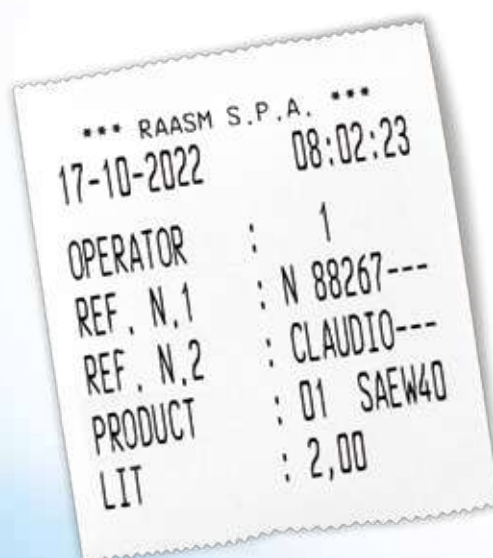 *** RAASM S.P.A. ***
17-10-2022 08:02:23
OPERATOR : 1
REF. N.1 : N 88267---
REF. N.2 : CLAUDIO---
PRODUCT : 01 SAEW40
LIT : 2,00